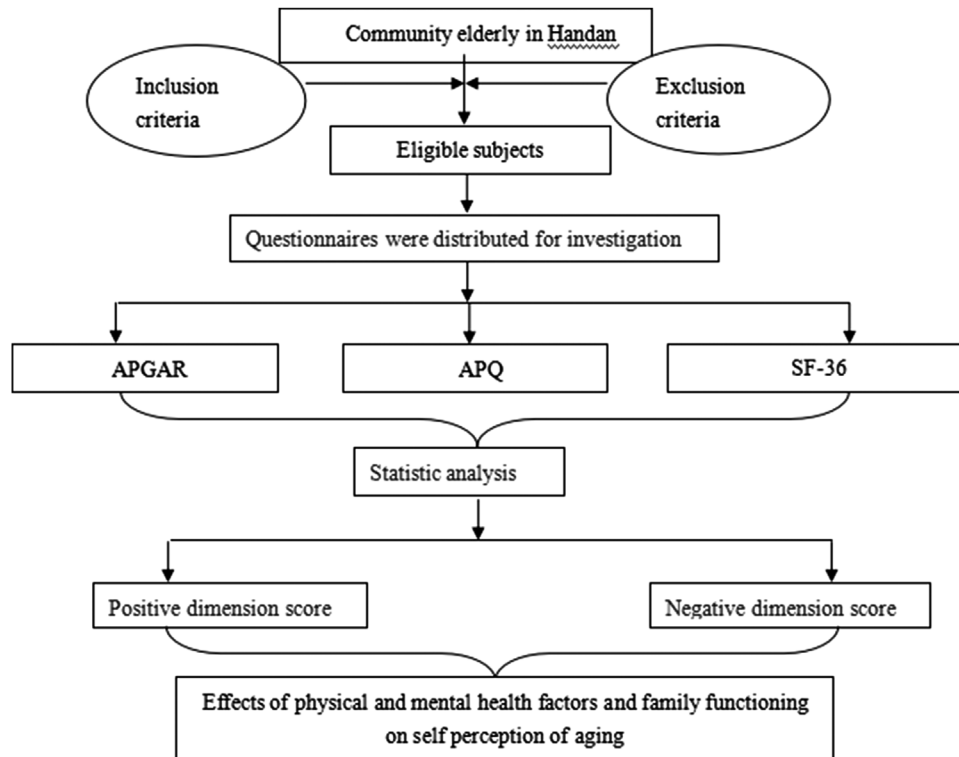 Community elderly in Handan
Inclusion
criteria
Exclusion
criteria
Eligible subjects
Questionnaires were distributed for investigation
APGAR
APQ
SF-36
Statistic analysis
Positive dimension score
Negative dimension score
Effects of physical and mental health factors and family functioning
on self perception of aging